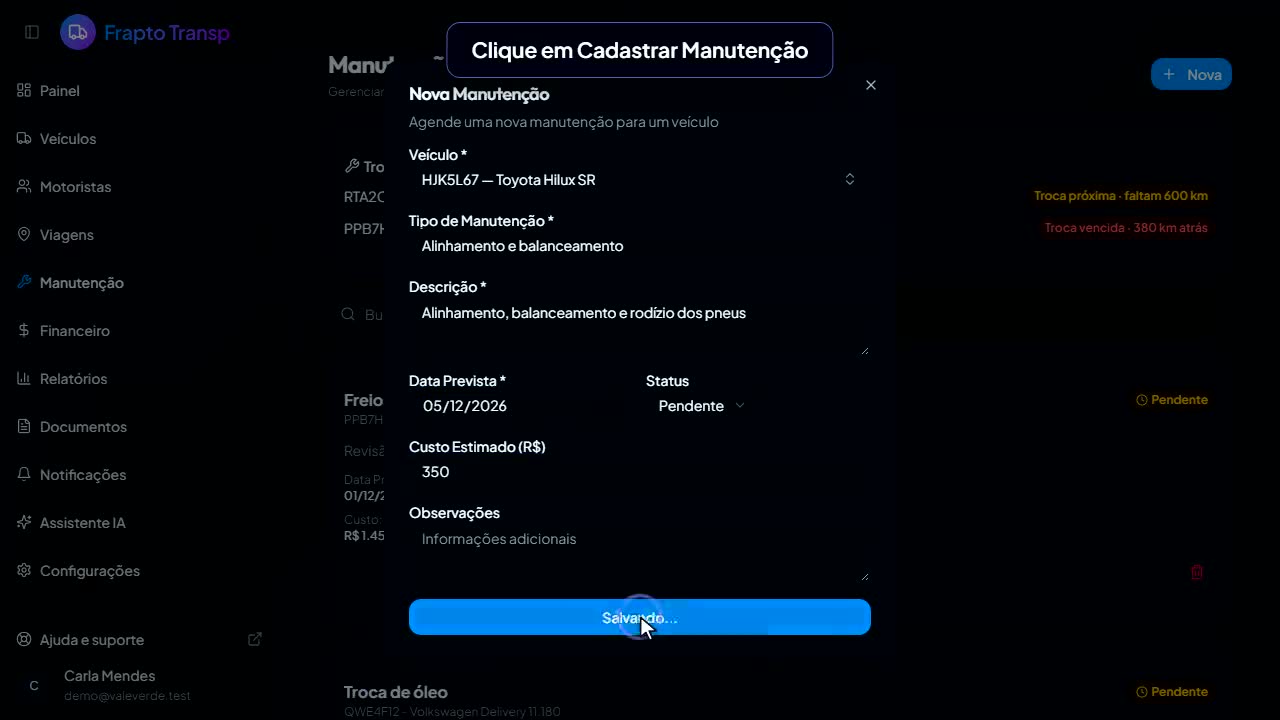 Frapto Transp
Clique em Cadastrar Manutenção
Nova
Painel
Veículos
Motoristas
Viagens
Manutenção
Financeiro
Relatórios
Documentos
Notificações
Assistente IA
Configurações
Ajuda e suporte
C
Carla Mendes
demo@valeverde.test
Nova Manutenção
Agende uma nova manutenção para um veículo
Veículo *
HJK5L67 — Toyota Hilux SR
Tipo de Manutenção *
Alinhamento e balanceamento
Descrição *
Alinhamento, balanceamento e rodízio dos pneus
Data Prevista * Status
05/12/2026 Pendente
Custo Estimado (R$)
350
Observações
Informações adicionais
Salvando...
Troca próxima · faltam 600 km
Troca vencida · 380 km atrás
Pendente
Custo:
Troca de óleo
Pendente
QWE4F12 - Volkswagen Delivery 11.180